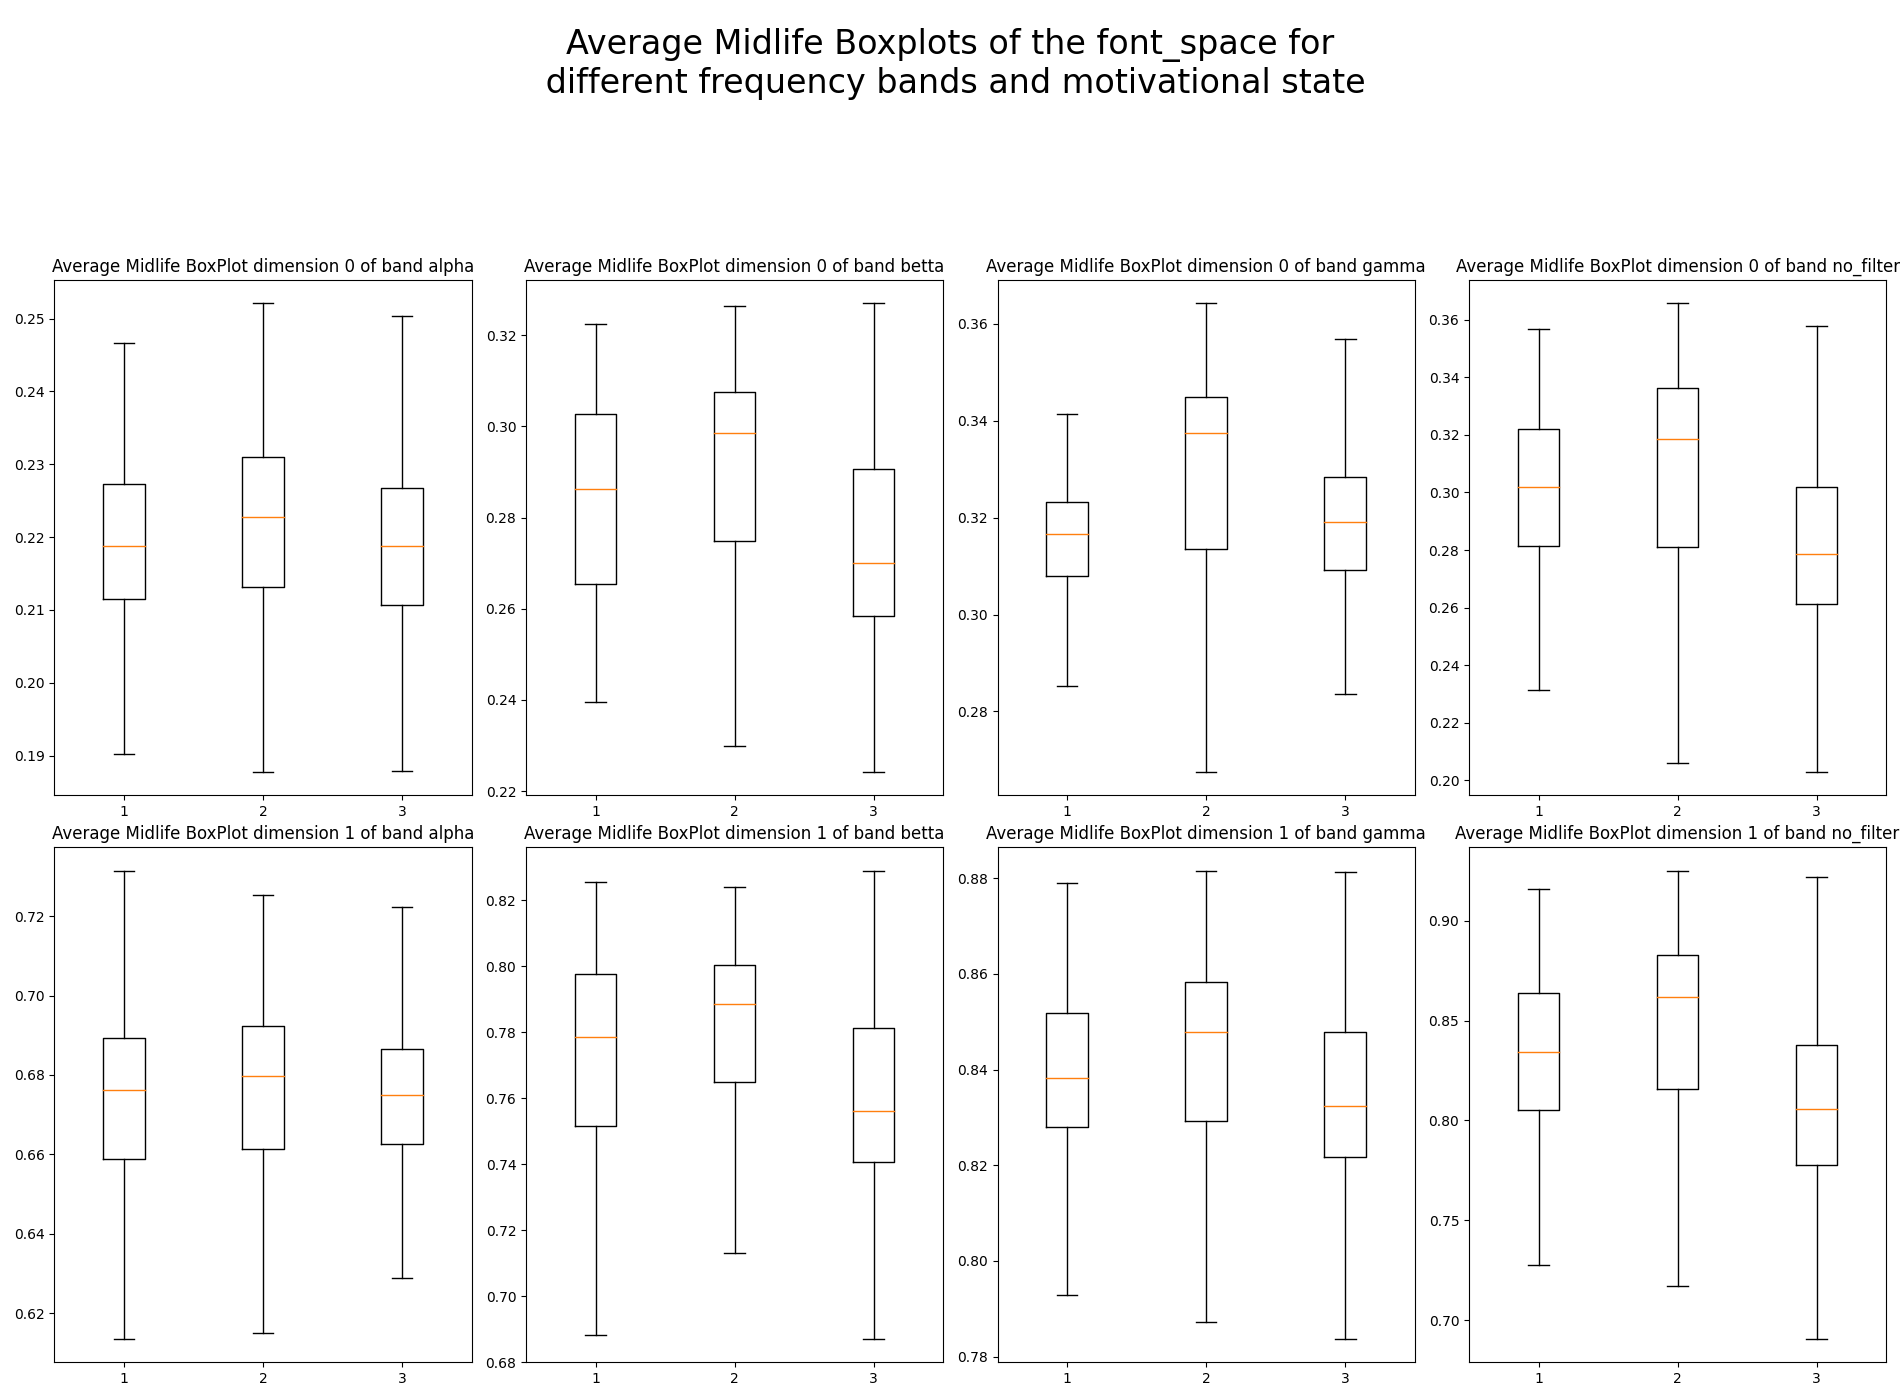 Average Midlife Boxplots of the font_space for
different frequency bands and motivational state
Average Midlife BoxPlot dimension 0 of band alpha
0.25
0.24
0.23
0.22
0.21
0.20
0.19
1 2 3
Average Midlife BoxPlot dimension 0 of band betta
0.32
0.30
0.28
0.26
0.24
0.22
1 2 3
Average Midlife BoxPlot dimension 0 of band gamma
0.36
0.34
0.32
0.30
0.28
1 2 3
Average Midlife BoxPlot dimension 0 of band no_filter
0.36
0.34
0.32
0.30
0.28
0.26
0.24
0.22
0.20
1 2 3
Average Midlife BoxPlot dimension 1 of band alpha
0.72
0.70
0.68
0.66
0.64
0.62
1 2 3
Average Midlife BoxPlot dimension 1 of band betta
0.82
0.80
0.78
0.76
0.74
0.72
0.70
0.68
1 2 3
Average Midlife BoxPlot dimension 1 of band gamma
0.88
0.86
0.84
0.82
0.80
0.78
1 2 3
Average Midlife BoxPlot dimension 1 of band no_filter
0.90
0.85
0.80
0.75
0.70
1 2 3